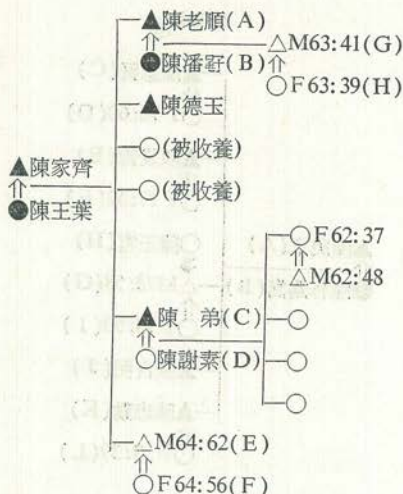 ▲陳老順(A)
△M63:41(G)
●陳潘 (B)
○F63:39(H)
▲陳德玉
○(被收養)
▲陳家齊
○(被收養)
●陳王葉
○F62:37
△M62:48
▲陳 弟(C)
○
○陳謝素(D)
○
○
△M64:62(E)
○F64:56(F)